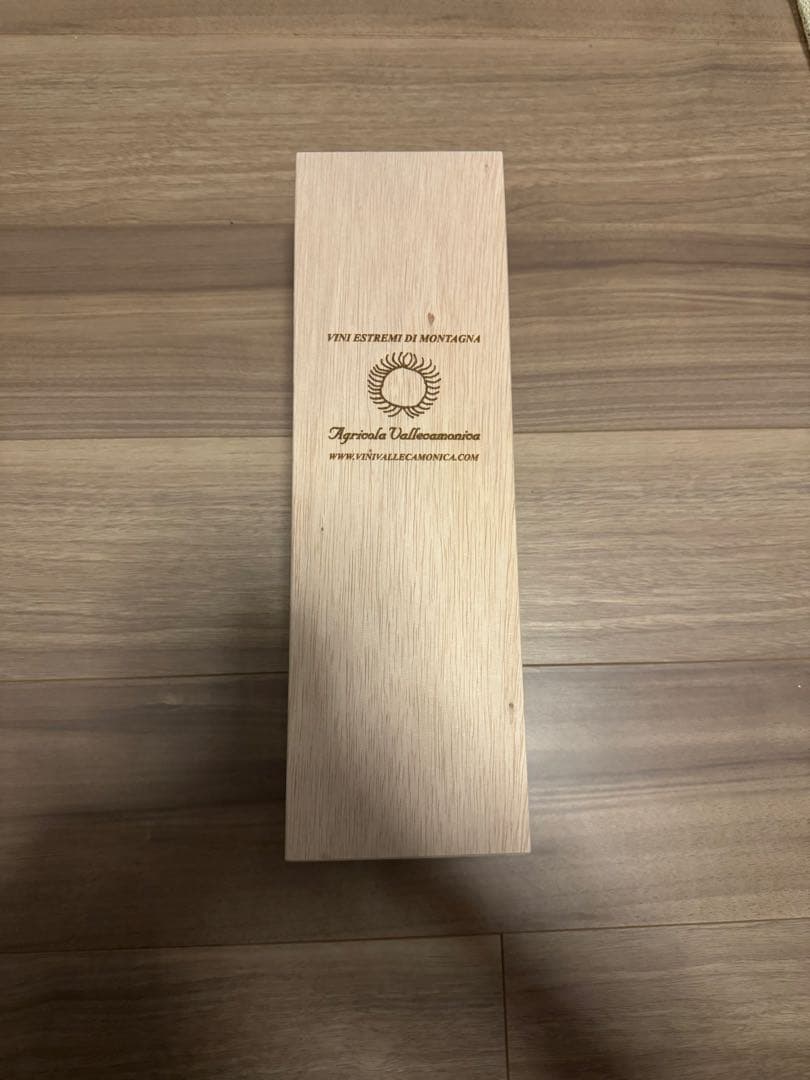 VINI ESTREMI DI MONTAGNA
Agricola Vallecamonica
WWW.VINIVALLECAMONICA.COM